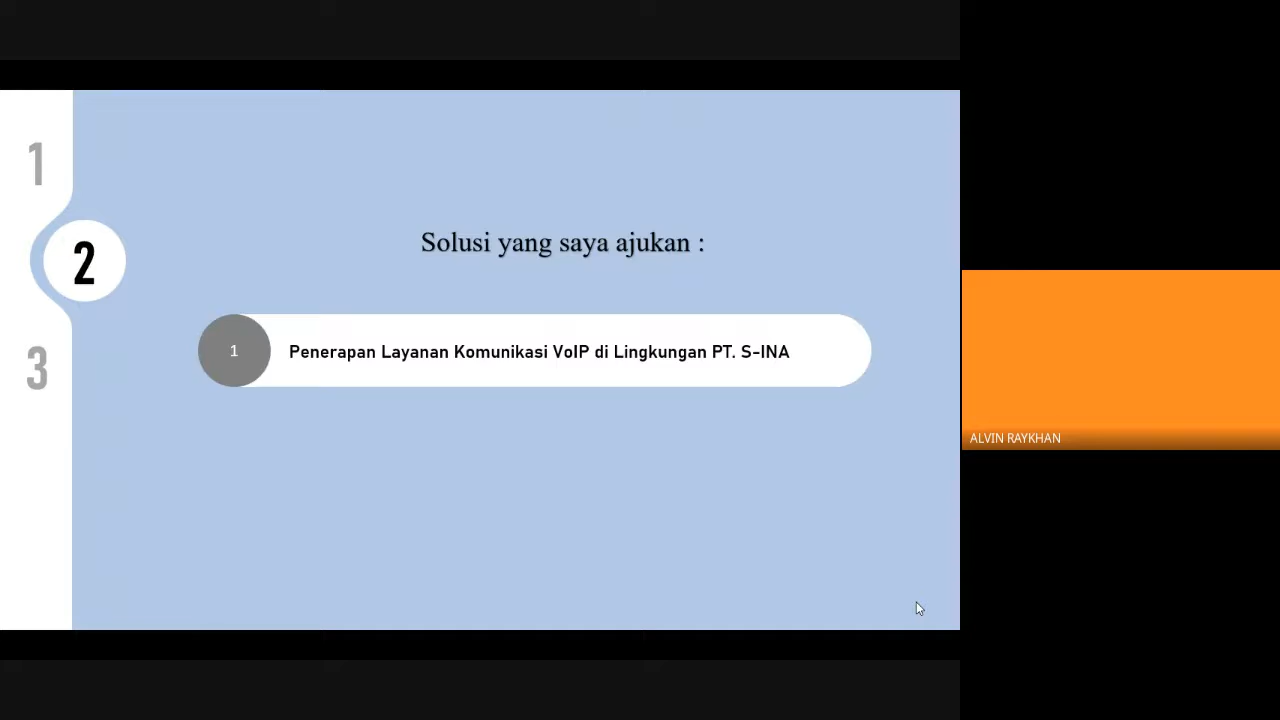 1
2
3
Solusi yang saya ajukan :
1
Penerapan Layanan Komunikasi VoIP di Lingkungan PT. S-INA
ALVIN RAYKHAN